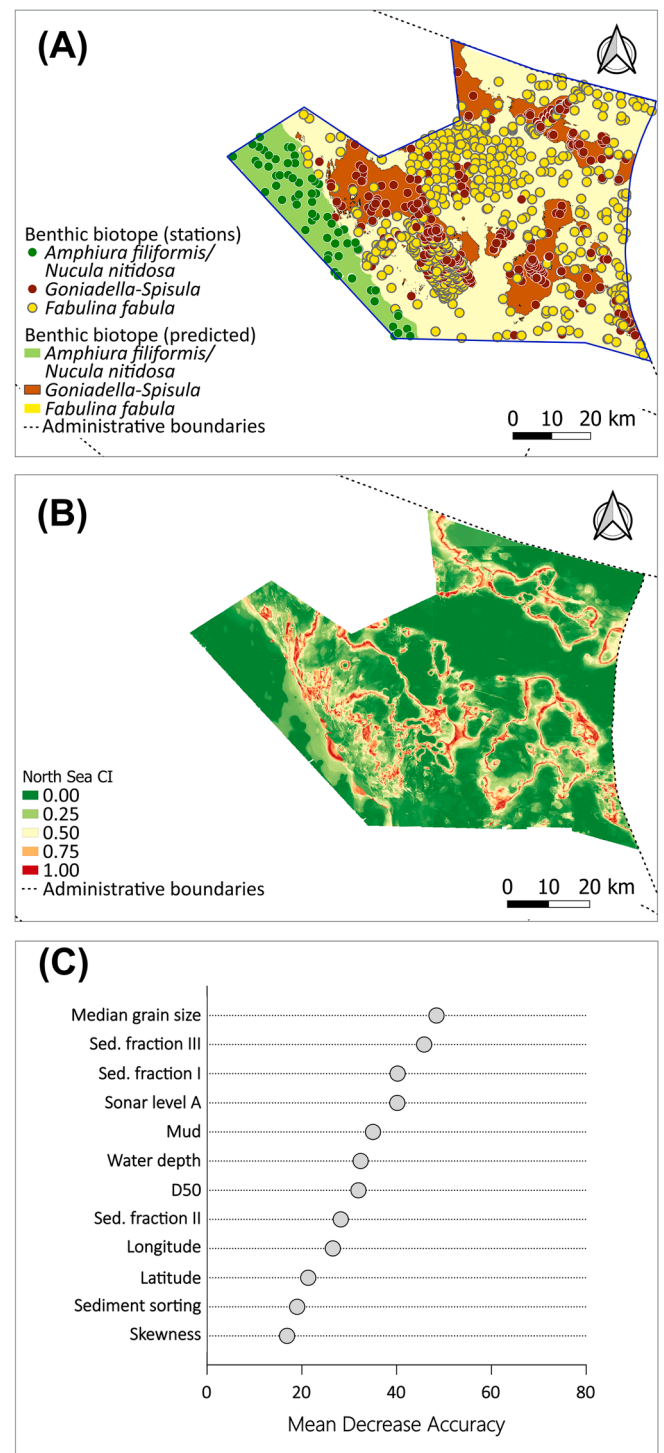 (A)
Benthic biotope (stations)
Amphiura filiformis/
Nucula nitidosa
Goniadella-Spisula
Fabulina fabula
Benthic biotope (predicted)
Amphiura filiformis/
Nucula nitidosa
Goniadella-Spisula
Fabulina fabula
Administrative boundaries
0 10 20 km
(B)
North Sea CI
0.00
0.25
0.50
0.75
1.00
Administrative boundaries
0 10 20 km
(C)
Median grain size
Sed. fraction III
Sed. fraction I
Sonar level A
Mud
Water depth
D50
Sed. fraction II
Longitude
Latitude
Sediment sorting
Skewness
0 20 40 60 80
Mean Decrease Accuracy